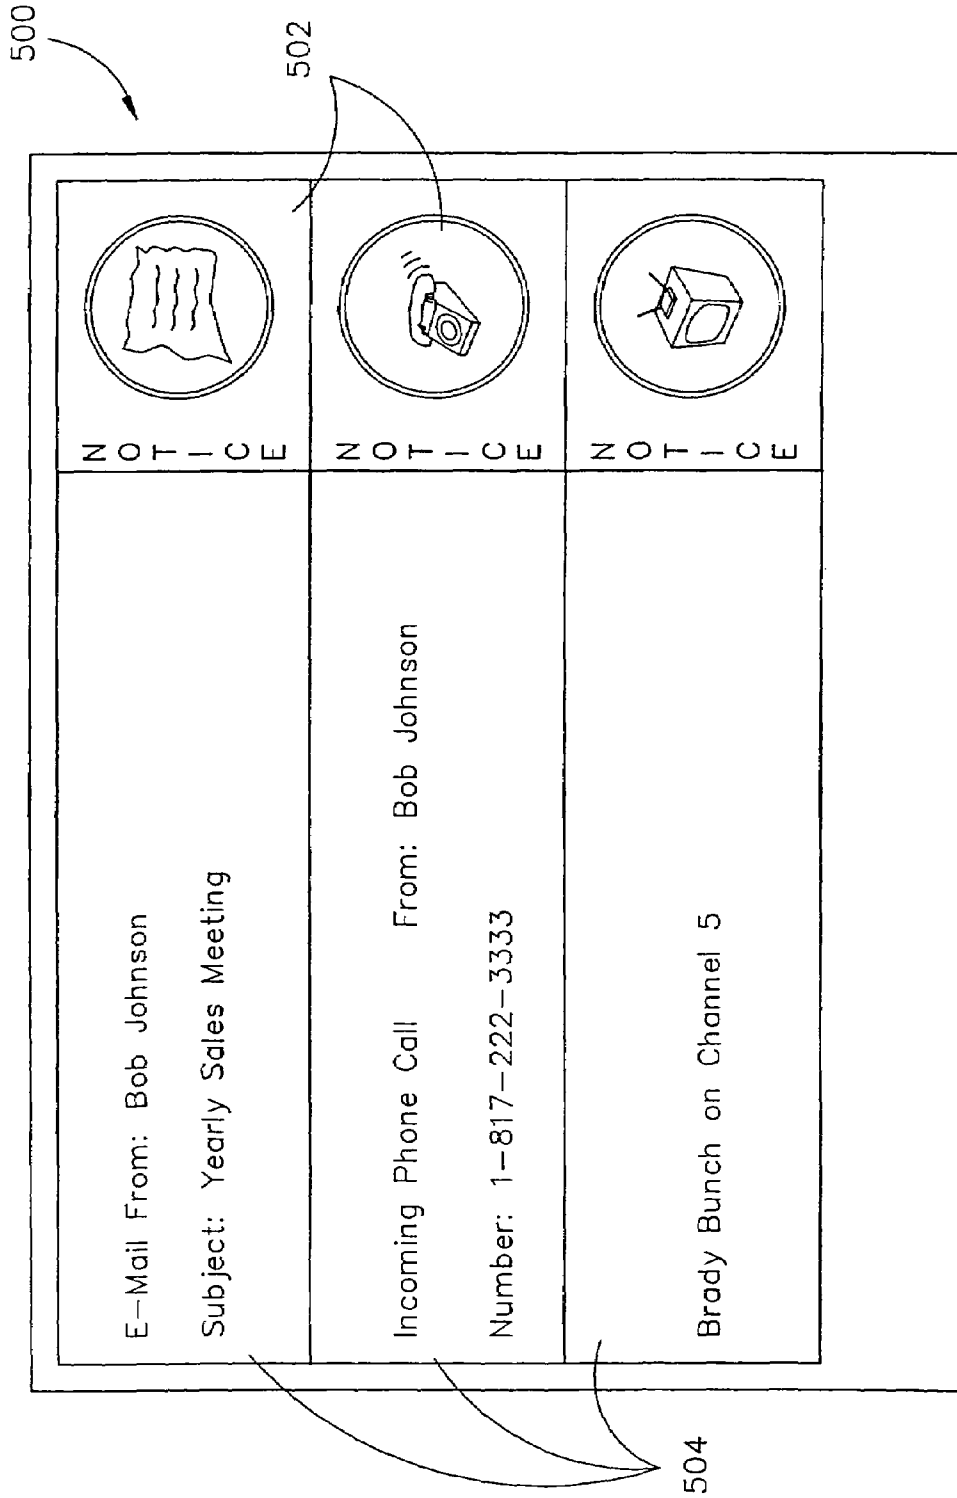 500
502
E-Mail From: Bob Johnson
Subject: Yearly Sales Meeting
NOTICE
Incoming Phone Call From: Bob Johnson
Number: 1-817-222-3333
NOTICE
Brady Bunch on Channel 5
NOTICE
504